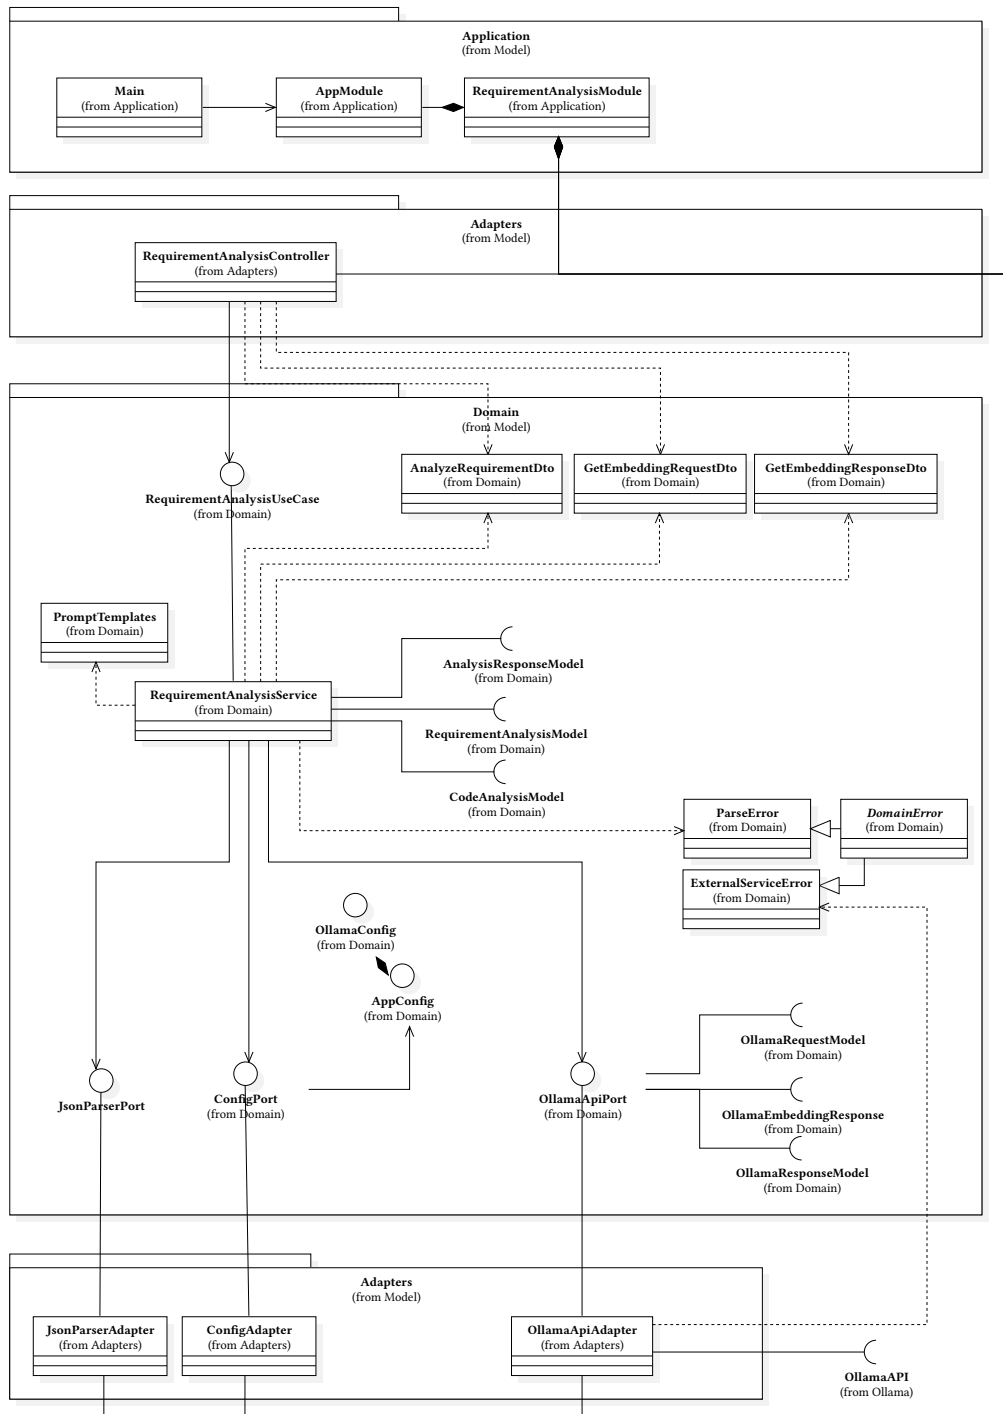 Application
(from Model)
Main
(from Application)
AppModule
(from Application)
RequirementAnalysisModule
(from Application)
Adapters
(from Model)
RequirementAnalysisController
(from Adapters)
Domain
(from Model)
AnalyzeRequirementDto
(from Domain)
GetEmbeddingRequestDto
(from Domain)
GetEmbeddingResponseDto
(from Domain)
RequirementAnalysisUseCase
(from Domain)
PromptTemplates
(from Domain)
AnalysisResponseModel
(from Domain)
RequirementAnalysisService
(from Domain)
RequirementAnalysisModel
(from Domain)
CodeAnalysisModel
(from Domain)
ParseError
(from Domain)
DomainError
(from Domain)
ExternalServiceError
(from Domain)
OllamaConfig
(from Domain)
AppConfig
(from Domain)
OllamaRequestModel
(from Domain)
JsonParserPort
ConfigPort
(from Domain)
OllamaApiPort
(from Domain)
OllamaEmbeddingResponse
(from Domain)
OllamaResponseModel
(from Domain)
Adapters
(from Model)
JsonParserAdapter
(from Adapters)
ConfigAdapter
(from Adapters)
OllamaApiAdapter
(from Adapters)
OllamaAPI
(from Ollama)